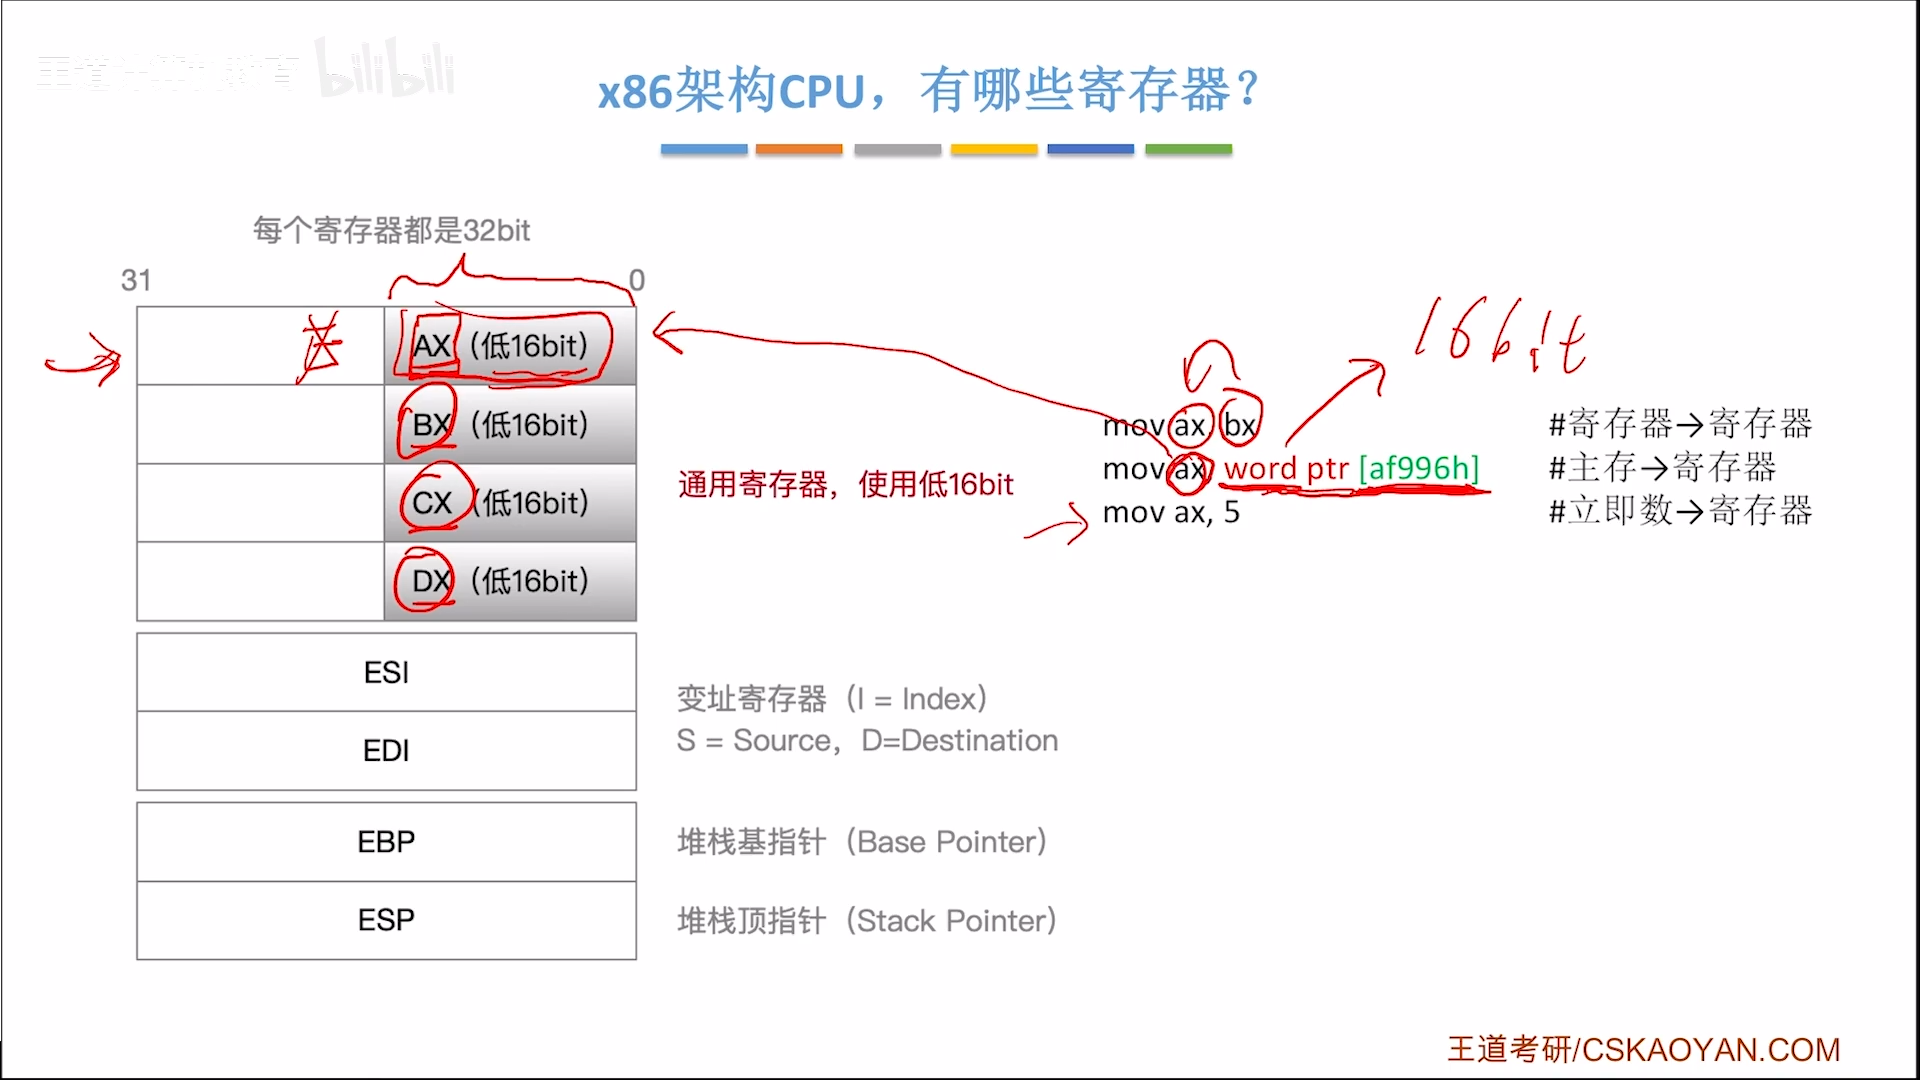 王道计算机教育 bilibili
x86架构CPU，有哪些寄存器？
每个寄存器都是32bit
31 0
AX（低16bit）
BX（低16bit）
CX（低16bit）
DX（低16bit）
通用寄存器，使用低16bit
16bit
mov ax, bx #寄存器→寄存器
mov ax, word ptr [af996h] #主存→寄存器
mov ax, 5 #立即数→寄存器
ESI
EDI
变址寄存器（I = Index）
S = Source，D=Destination
EBP 堆栈基指针（Base Pointer）
ESP 堆栈顶指针（Stack Pointer）
王道考研/CSKAOYAN.COM